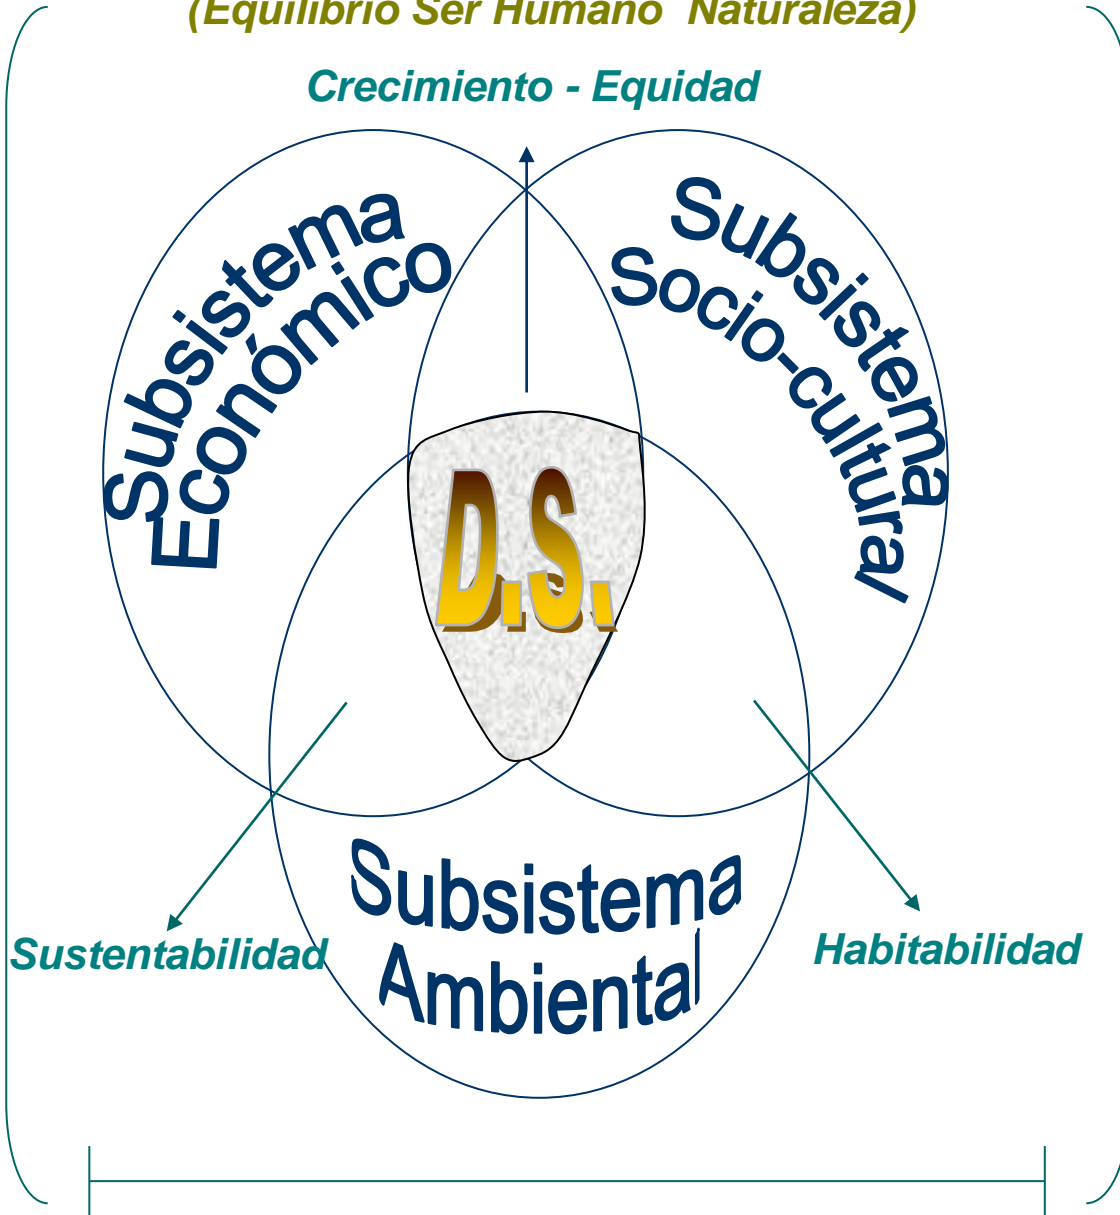 (Equilibrio Ser Humano Naturaleza)
Crecimiento - Equidad
Subsistema
Económico
Subsistema
Socio-cultural
D.S.
Sustentabilidad
Habitabilidad
Subsistema
Ambiental